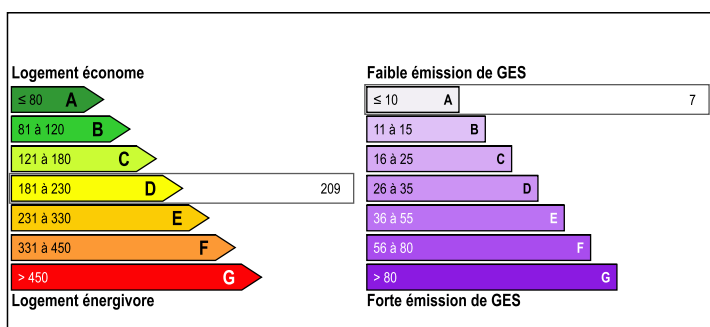 Logement économe
≤ 80 A
81 à 120 B
121 à 180 C
181 à 230 D 209
231 à 330 E
331 à 450 F
> 450 G
Logement énergivore
Faible émission de GES
≤ 10 A 7
11 à 15 B
16 à 25 C
26 à 35 D
36 à 55 E
56 à 80 F
> 80 G
Forte émission de GES